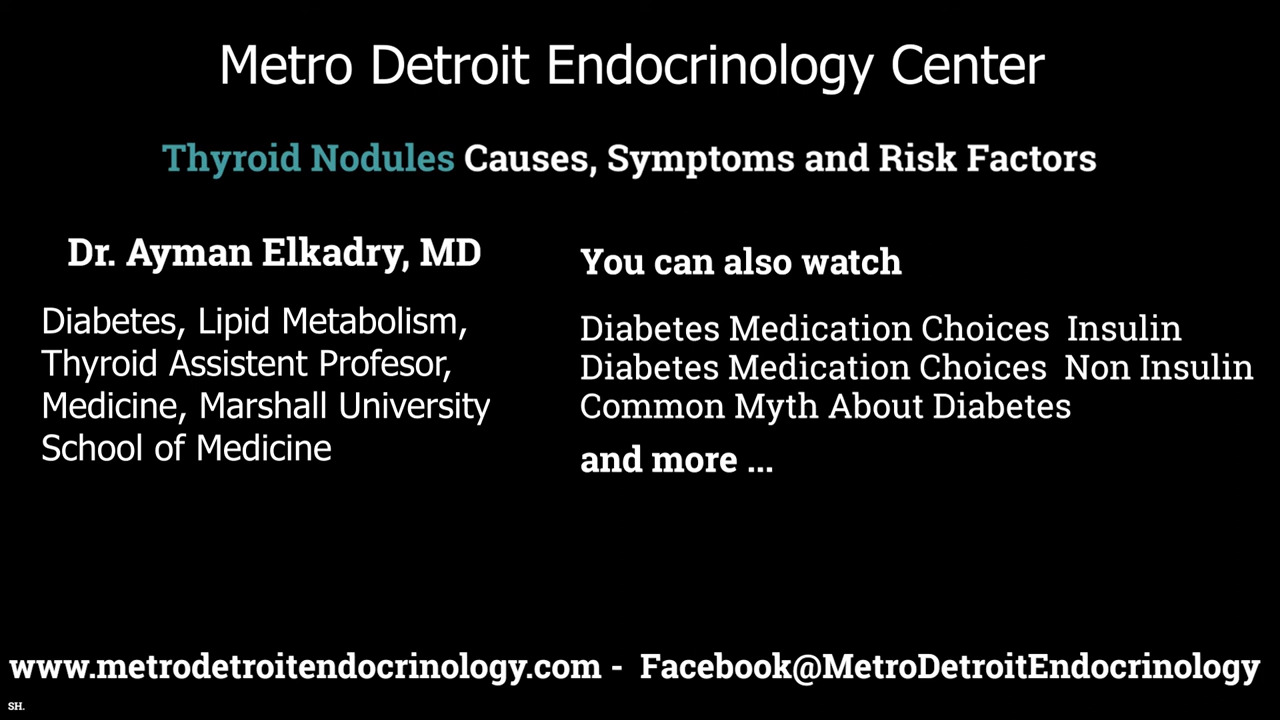 Metro Detroit Endocrinology Center
Thyroid Nodules Causes, Symptoms and Risk Factors
Dr. Ayman Elkadry, MD
Diabetes, Lipid Metabolism,
Thyroid Assistent Profesor,
Medicine, Marshall University
School of Medicine
You can also watch
Diabetes Medication Choices Insulin
Diabetes Medication Choices Non Insulin
Common Myth About Diabetes
and more ...
www.metrodetroitendocrinology.com - Facebook@MetroDetroitEndocrinology
SH.